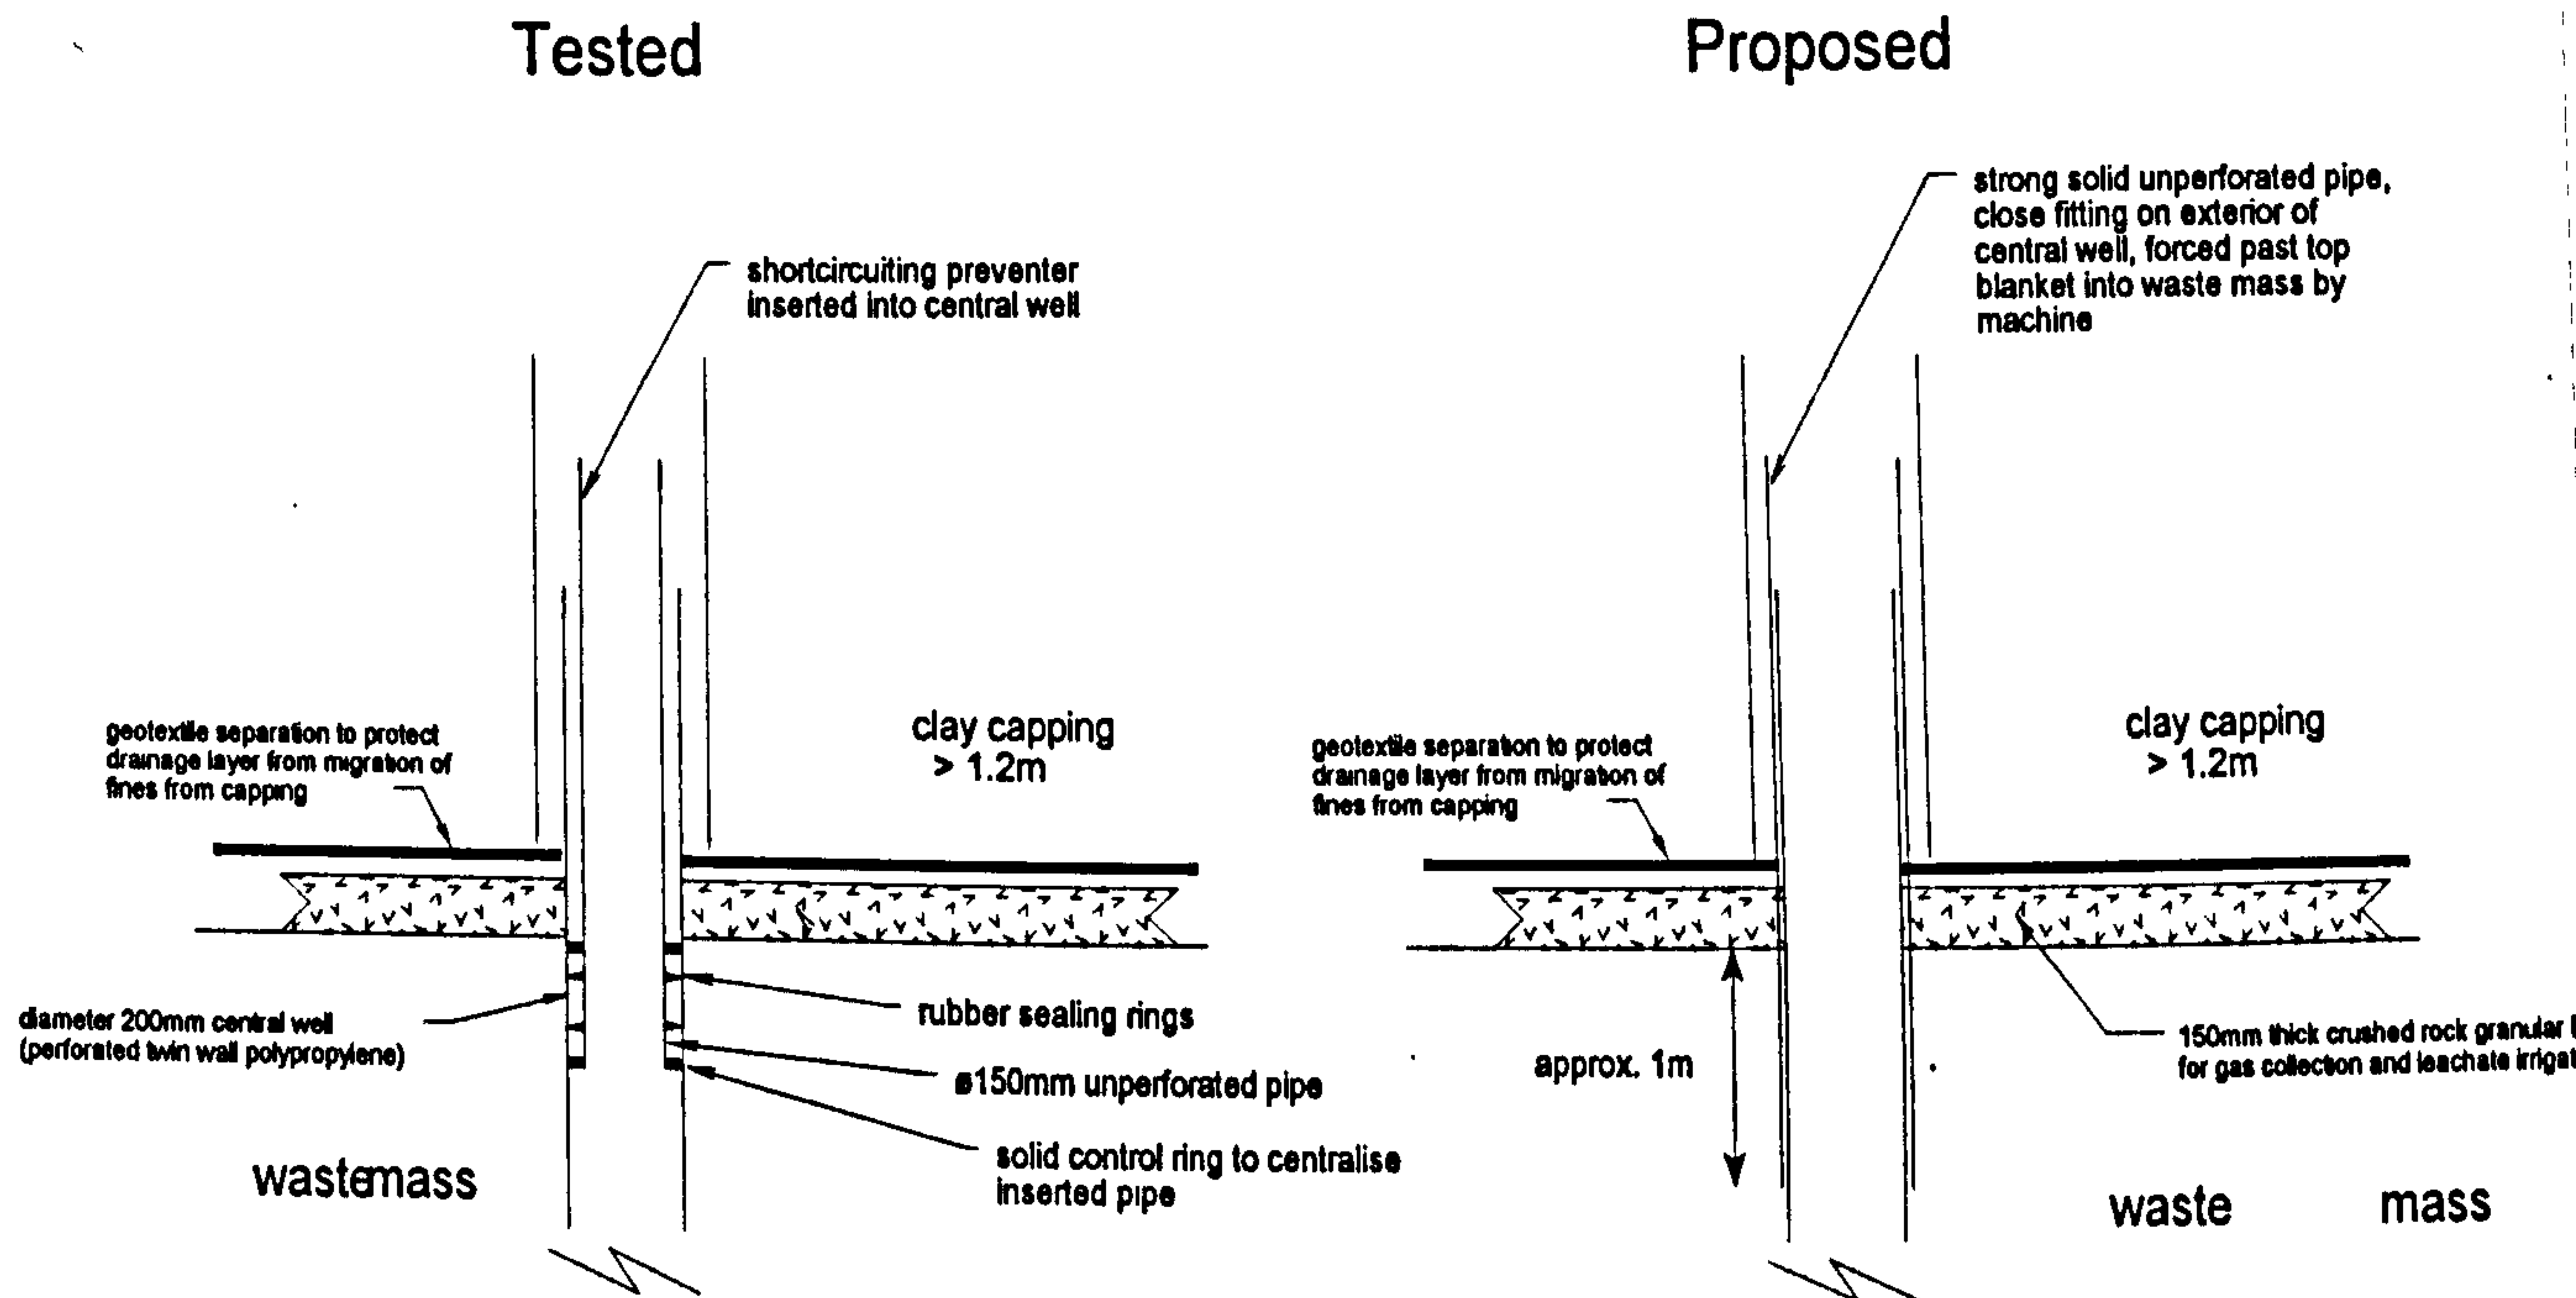 Tested
shortcircuiting preventer
inserted into central well
geotextile separation to protect
drainage layer from migration of
fines from capping
clay capping
> 1.2m
diameter 200mm central well
(perforated twin wall polypropylene)
rubber sealing rings
ø150mm unperforated pipe
solid control ring to centralise
inserted pipe
wastemass
Proposed
strong solid unperforated pipe,
close fitting on exterior of
central well, forced past top
blanket into waste mass by
machine
geotextile separation to protect
drainage layer from migration of
fines from capping
clay capping
> 1.2m
approx. 1m
150mm thick crushed rock granular
for gas collection and leachate
waste mass